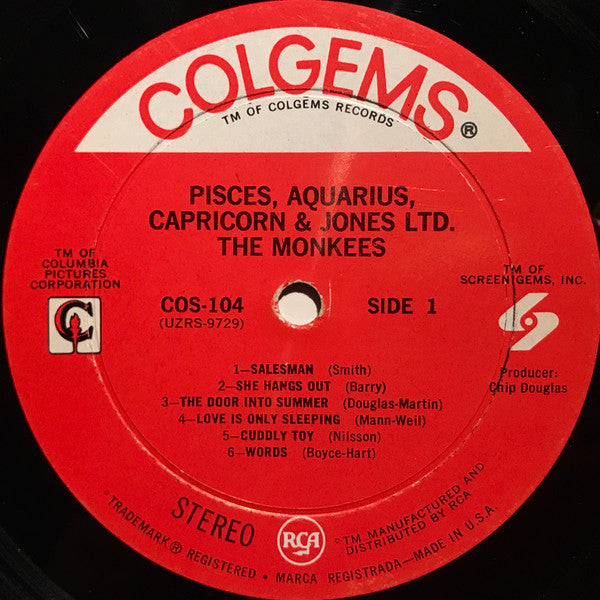 COLGEMS®
TM OF COLGEMS RECORDS
PISCES, AQUARIUS,
CAPRICORN & JONES LTD.
THE MONKEES
TM OF
COLUMBIA
PICTURES
CORPORATION
TM OF
SCREEN GEMS, INC.
COS-104
SIDE 1
(UZRS-9729)
Producer:
Chip Douglas
1—SALESMAN (Smith)
2—SHE HANGS OUT (Barry)
3—THE DOOR INTO SUMMER (Douglas-Martin)
4—LOVE IS ONLY SLEEPING (Mann-Weil)
5—CUDDLY TOY (Nilsson)
6—WORDS (Boyce-Hart)
STEREO
RCA
TM MANUFACTURED AND
DISTRIBUTED BY RCA
TRADEMARK ® REGISTERED • MARCA REGISTRADA—MADE IN U.S.A.